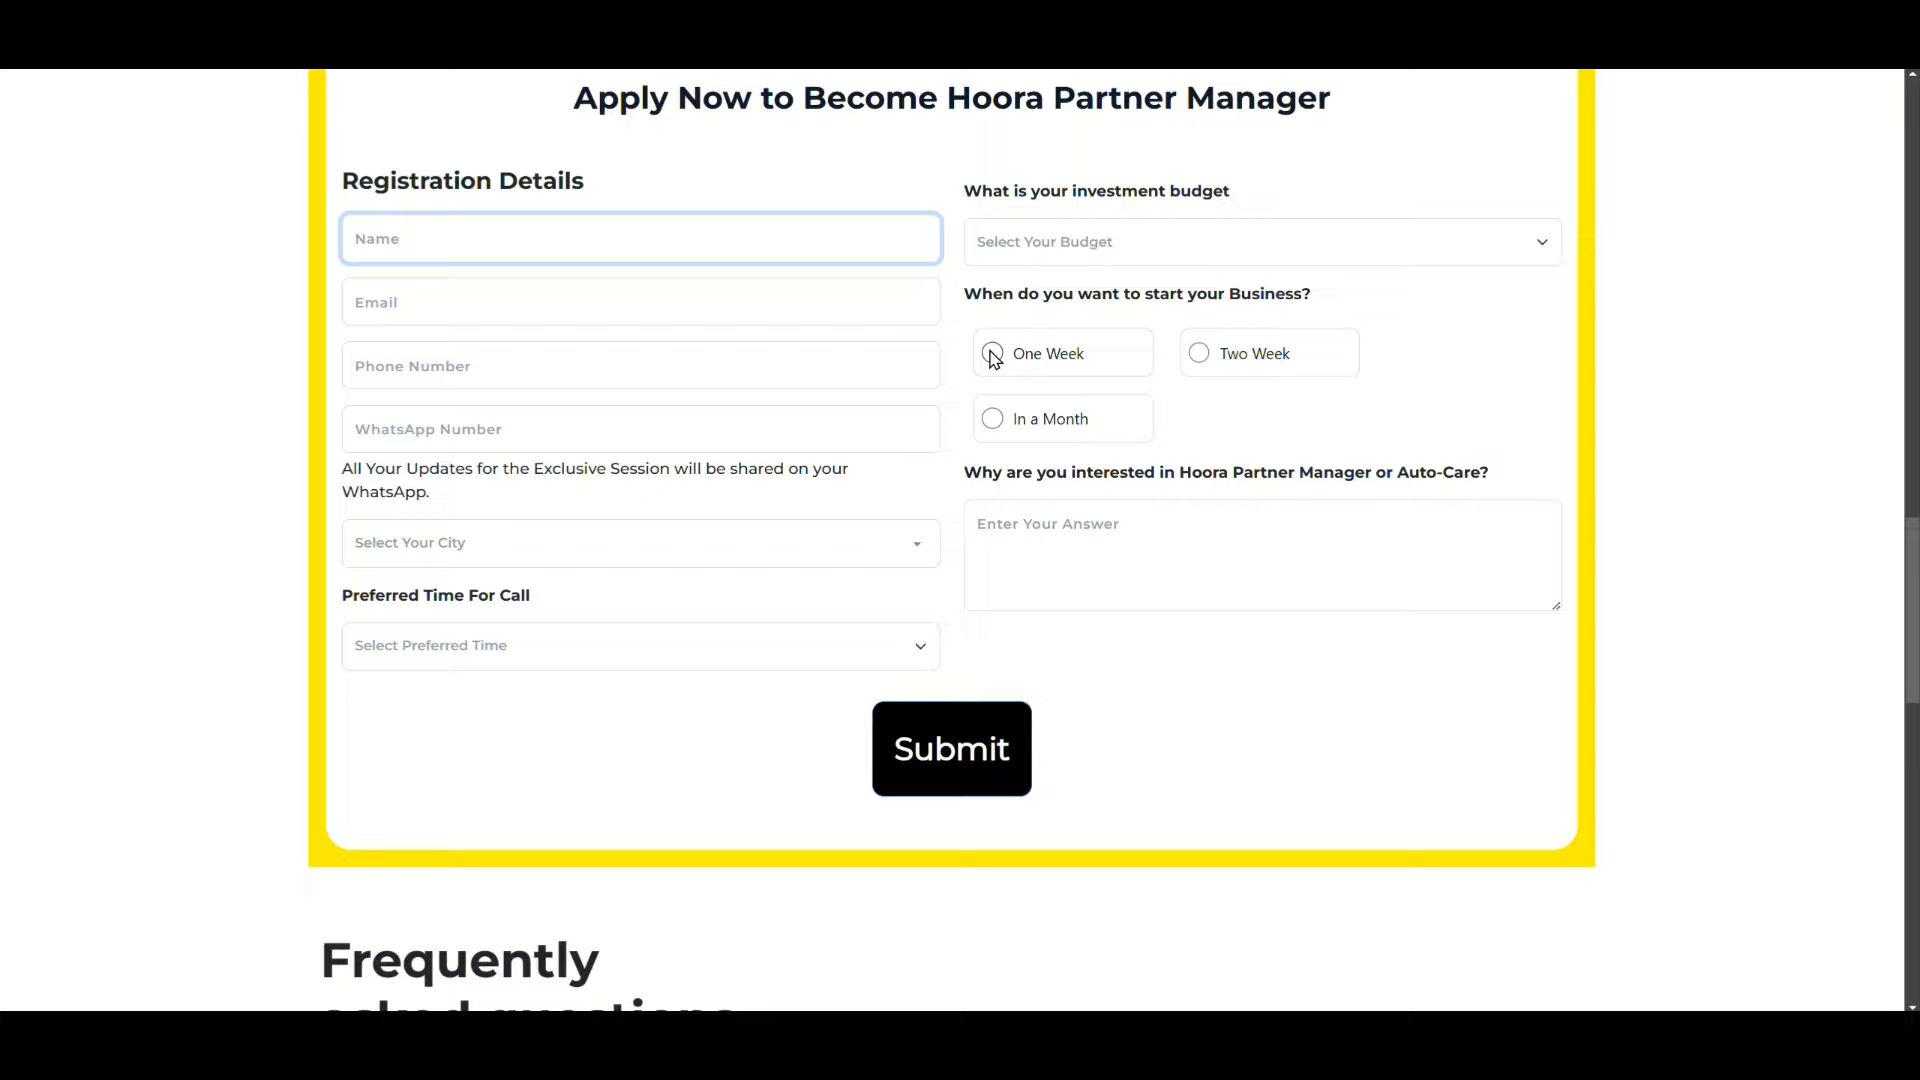 Apply Now to Become Hoora Partner Manager
Registration Details
Name
Email
Phone Number
WhatsApp Number
All Your Updates for the Exclusive Session will be shared on your
WhatsApp.
Select Your City
Preferred Time For Call
Select Preferred Time
What is your investment budget
Select Your Budget
When do you want to start your Business?
One Week
Two Week
In a Month
Why are you interested in Hoora Partner Manager or Auto-Care?
Enter Your Answer
Submit
Frequently
asked questions